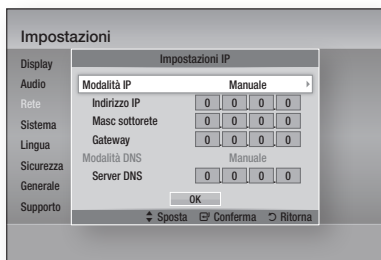 Impostazioni
Display
Audio
Rete
Sistema
Lingua
Sicurezza
Generale
Supporto
Impostazioni IP
Modalità IP Manuale
Indirizzo IP 0 0 0 0
Masc sottorete 0 0 0 0
Gateway 0 0 0 0
Modalità DNS Manuale
Server DNS 0 0 0 0
OK
Sposta Conferma Ritorna